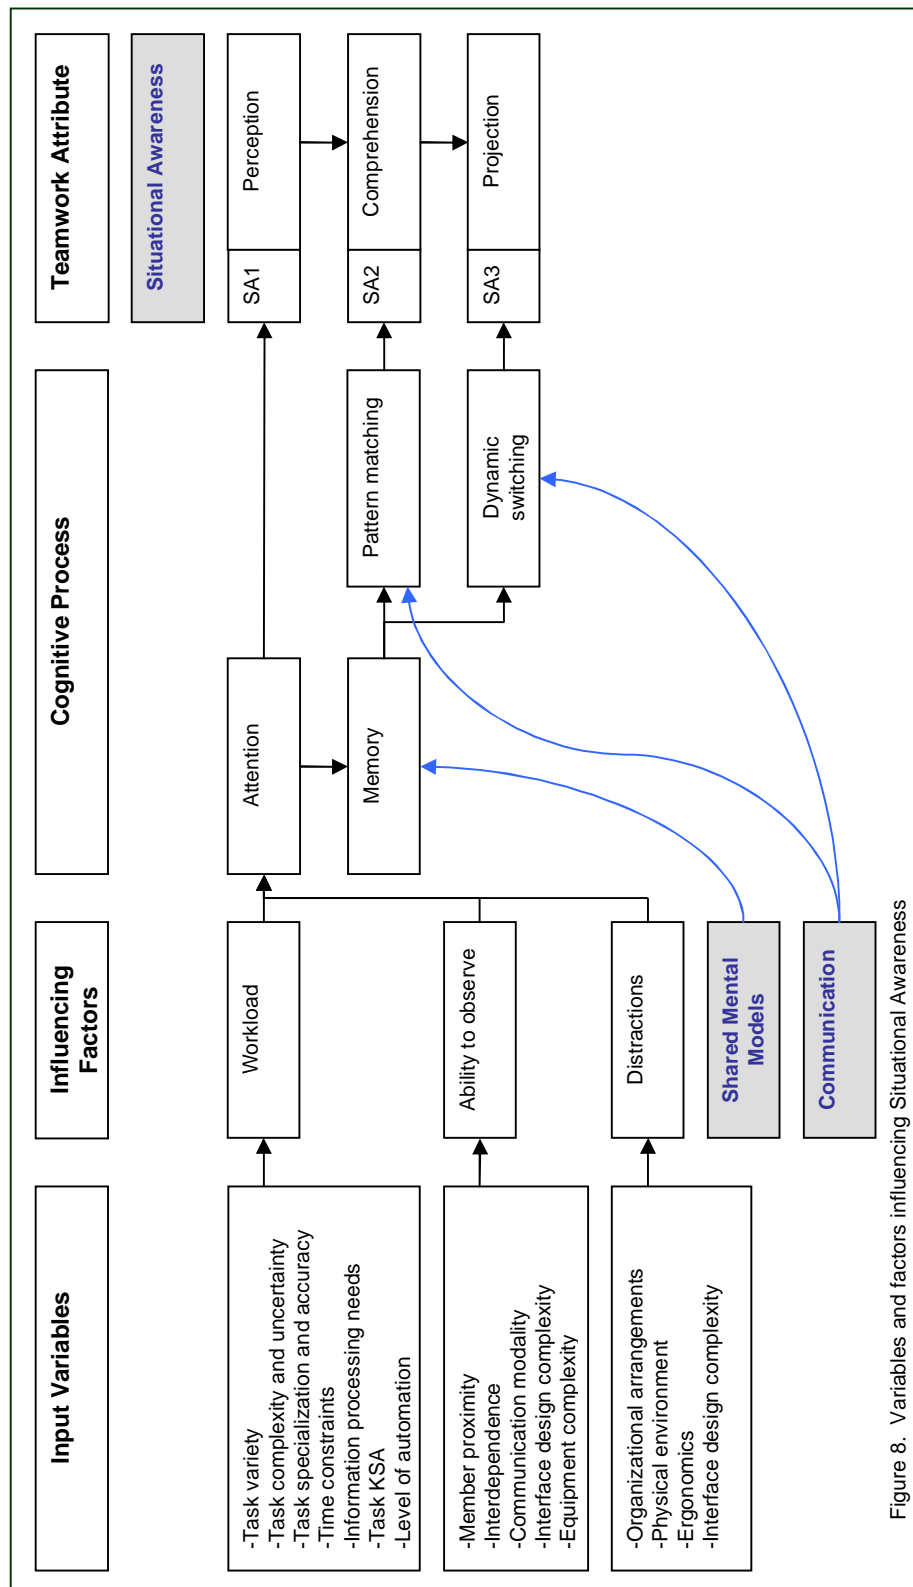 Input Variables
Influencing
Factors
Cognitive Process
Teamwork Attribute
Situational Awareness
-Task variety
-Task complexity and uncertainty
-Task specialization and accuracy
-Time constraints
-Information processing needs
-Task KSA
-Level of automation
Workload
Attention
SA1
Perception
Memory
Pattern matching
SA2
Comprehension
-Member proximity
-Interdependence
-Communication modality
-Interface design complexity
-Equipment complexity
Ability to observe
Dynamic
switching
SA3
Projection
-Organizational arrangements
-Physical environment
-Ergonomics
-Interface design complexity
Distractions
Shared Mental
Models
Communication
Figure 8. Variables and factors influencing Situational Awareness